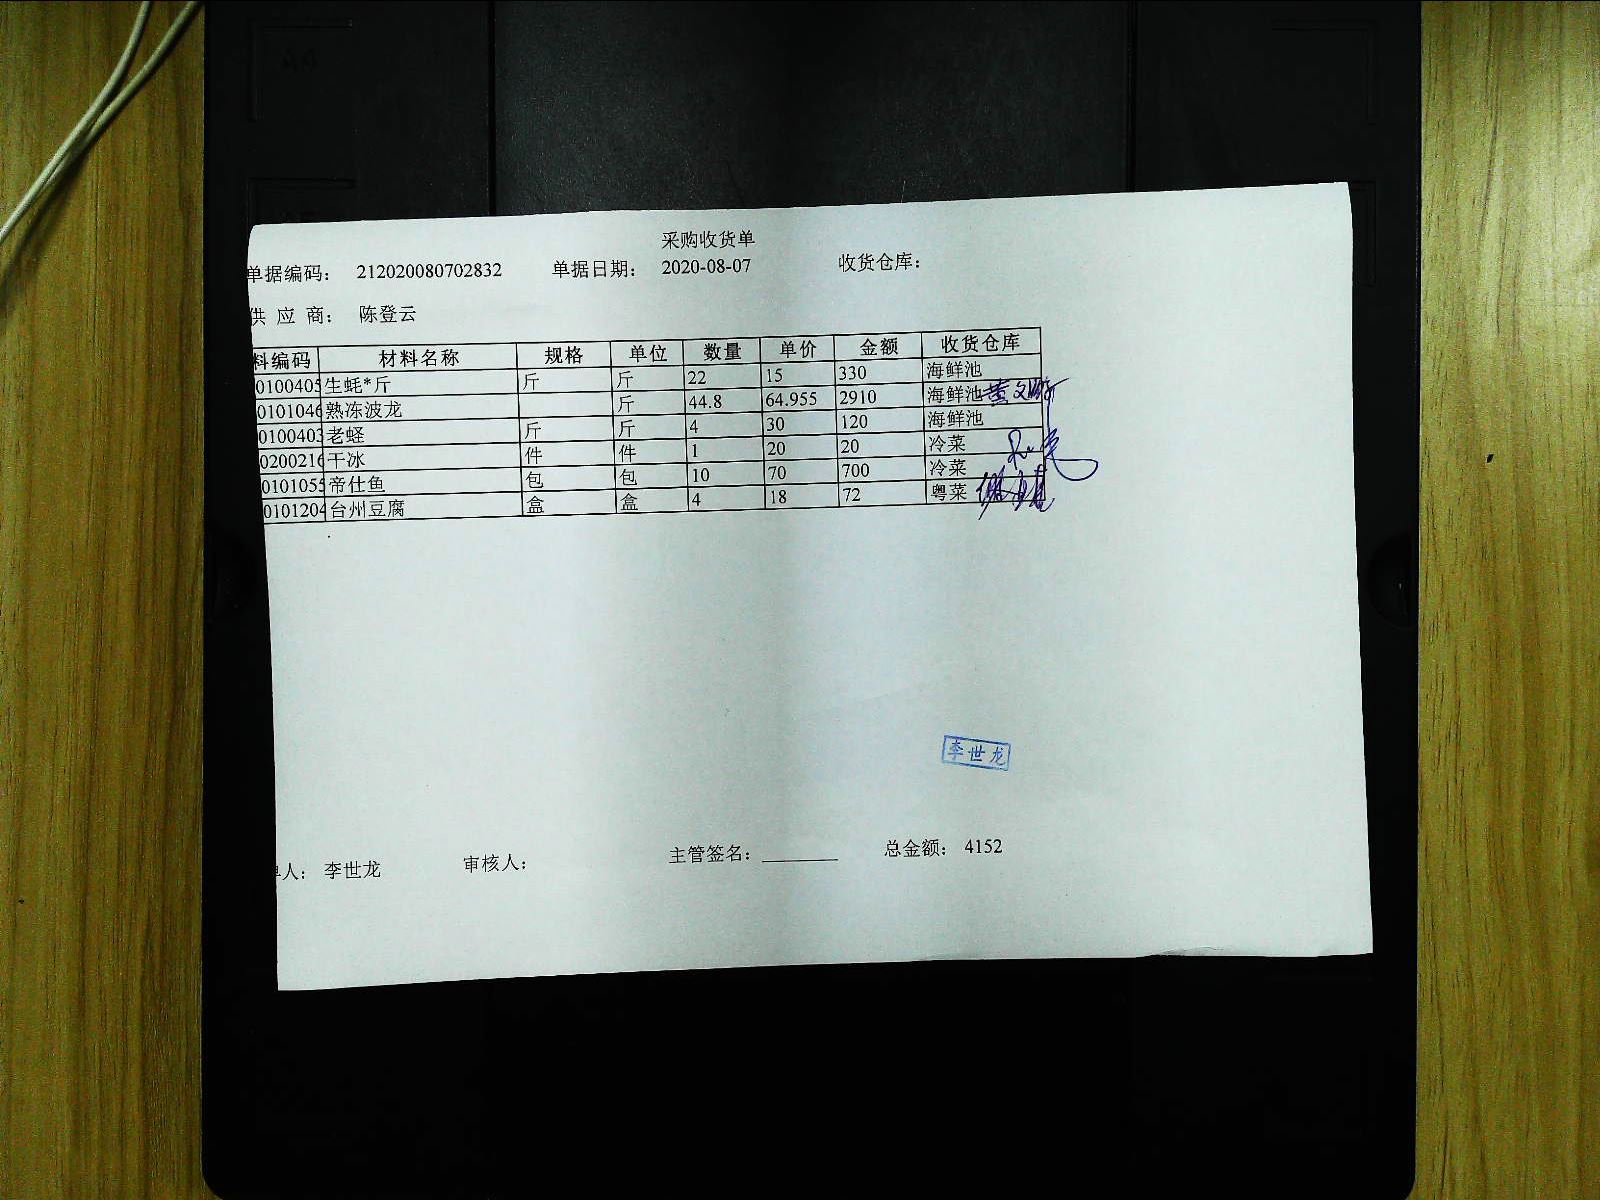 采购收货单
单据编码： 212020080702832 单据日期： 2020-08-07 收货仓库：
供 应 商： 陈登云
料编码 材料名称 规格 单位 数量 单价 金额 收货仓库
0100405 生蚝*斤 斤 斤 22 15 330 海鲜池
0101046 熟冻波龙 斤 44.8 64.955 2910 海鲜池
0100403 老蛏 斤 斤 4 30 120 海鲜池
0200216 干冰 件 件 1 20 20 冷菜
0101055 帝仕鱼 包 包 10 70 700 冷菜
0101204 台州豆腐 盒 盒 4 18 72 粤菜
李世龙
单人： 李世龙 审核人： 主管签名：________ 总金额： 4152